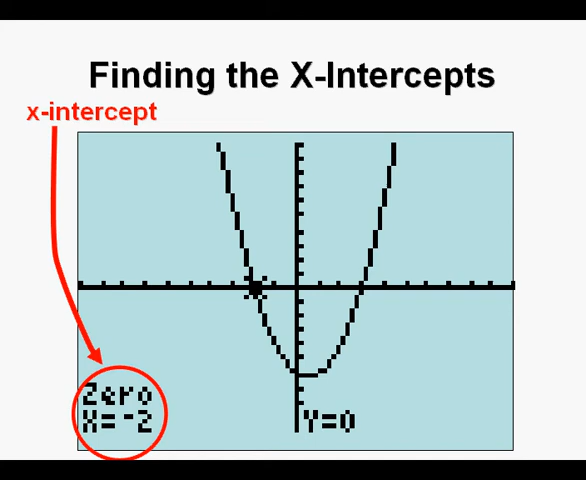 Finding the X-Intercepts
x-intercept
Zero
X=-2 Y=0